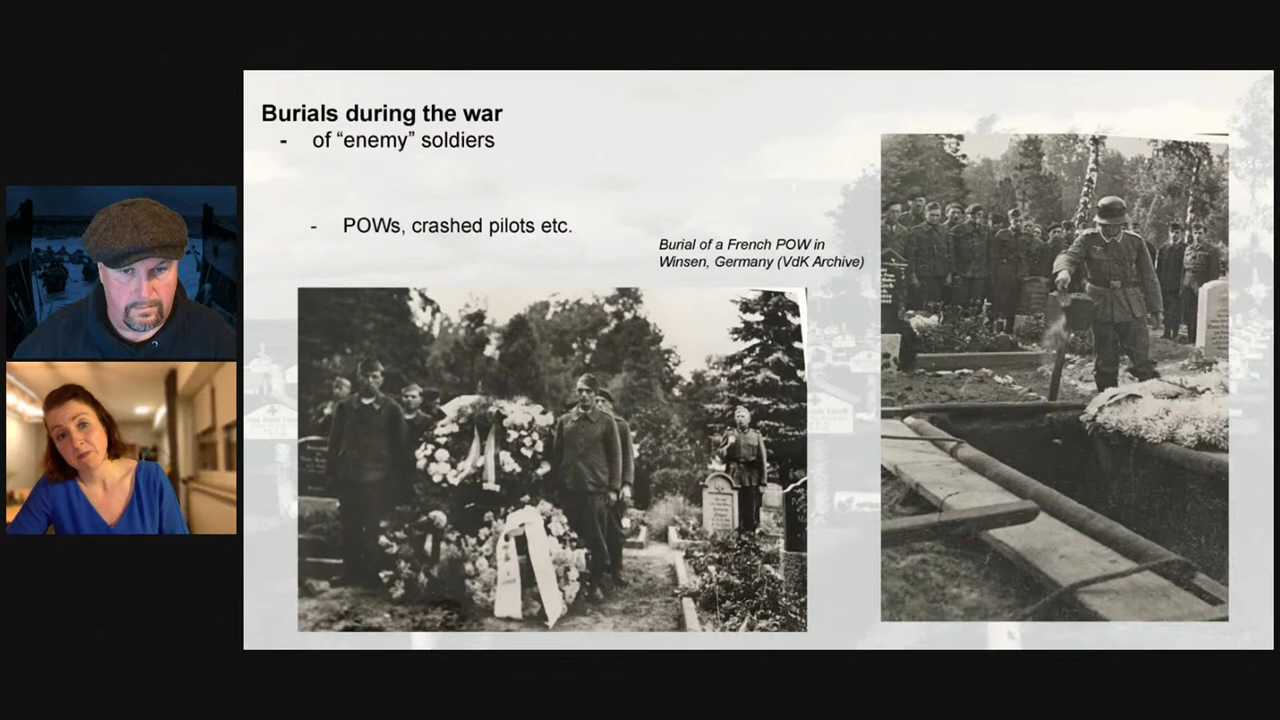 Burials during the war
- of “enemy” soldiers
- POWs, crashed pilots etc.
Burial of a French POW in
Winsen, Germany (VdK Archive)